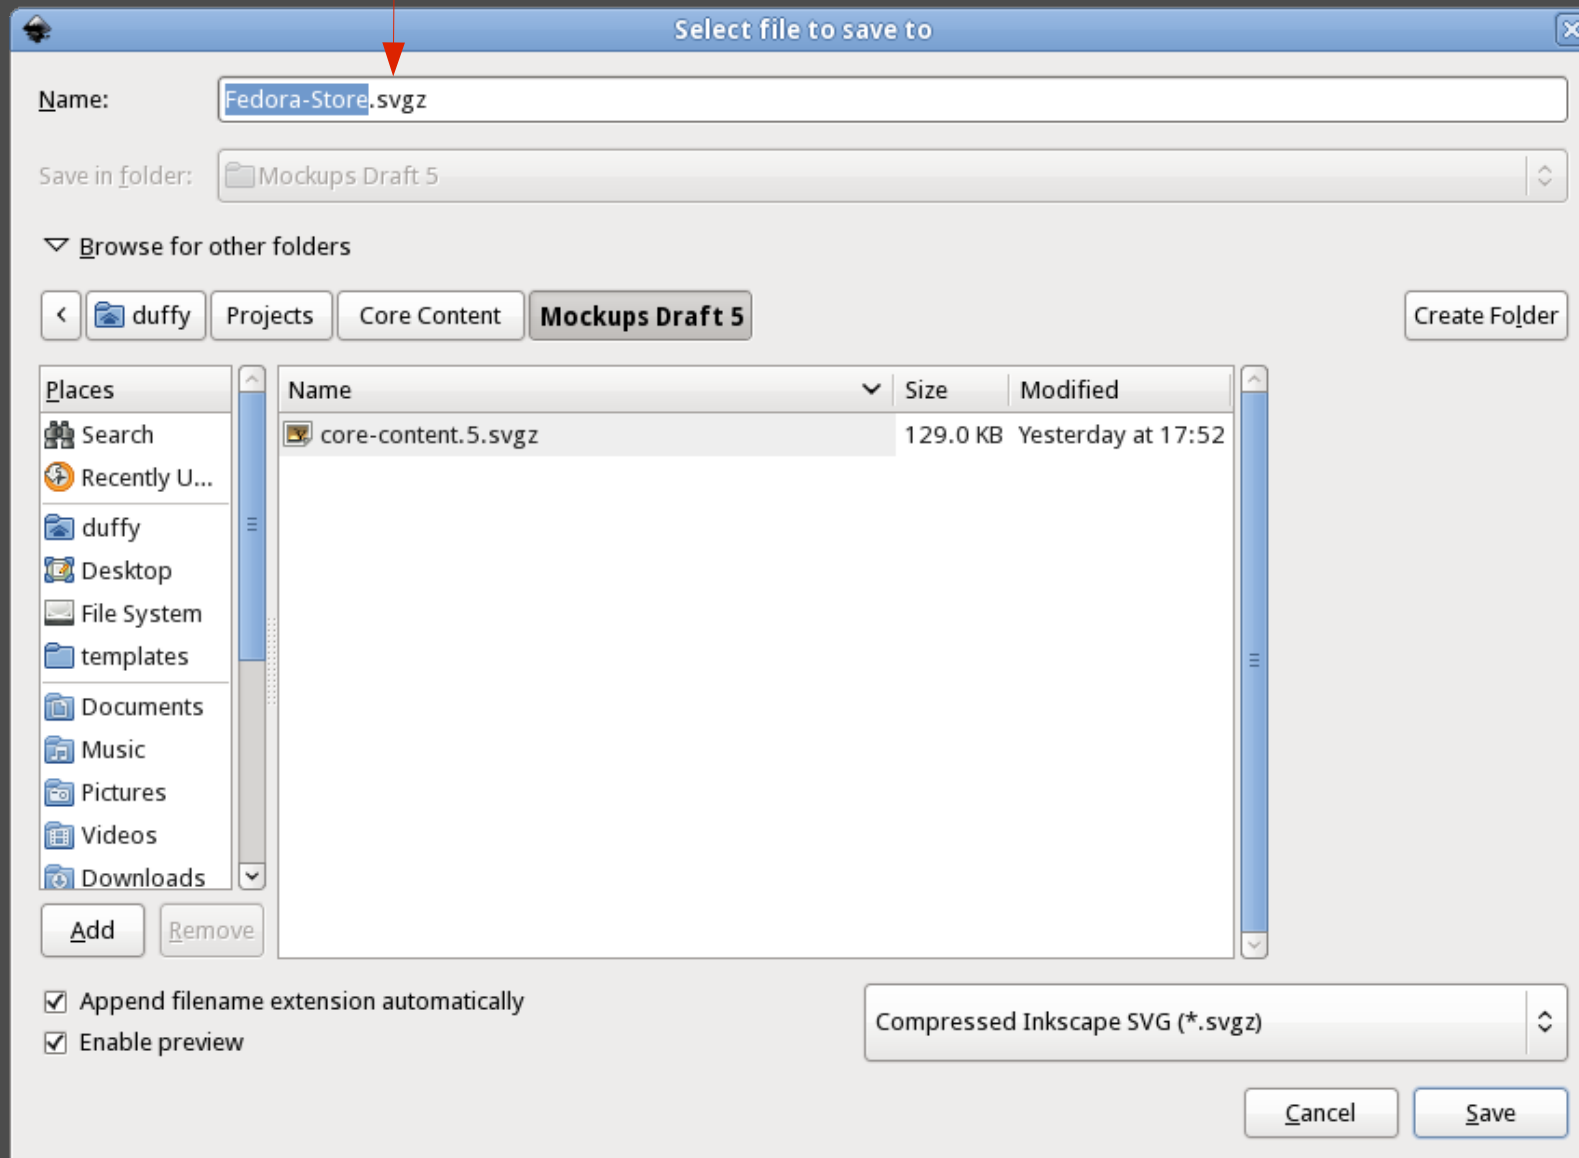 Select file to save to
Name: Fedora-Store.svgz
Save in folder: Mockups Draft 5
Browse for other folders
< duffy Projects Core Content Mockups Draft 5 Create Folder
Places
Search
Recently U...
duffy
Desktop
File System
templates
Documents
Music
Pictures
Videos
Downloads
Add Remove
Name Size Modified
core-content.5.svgz 129.0 KB Yesterday at 17:52
Append filename extension automatically
Enable preview
Compressed Inkscape SVG (*.svgz)
Cancel Save